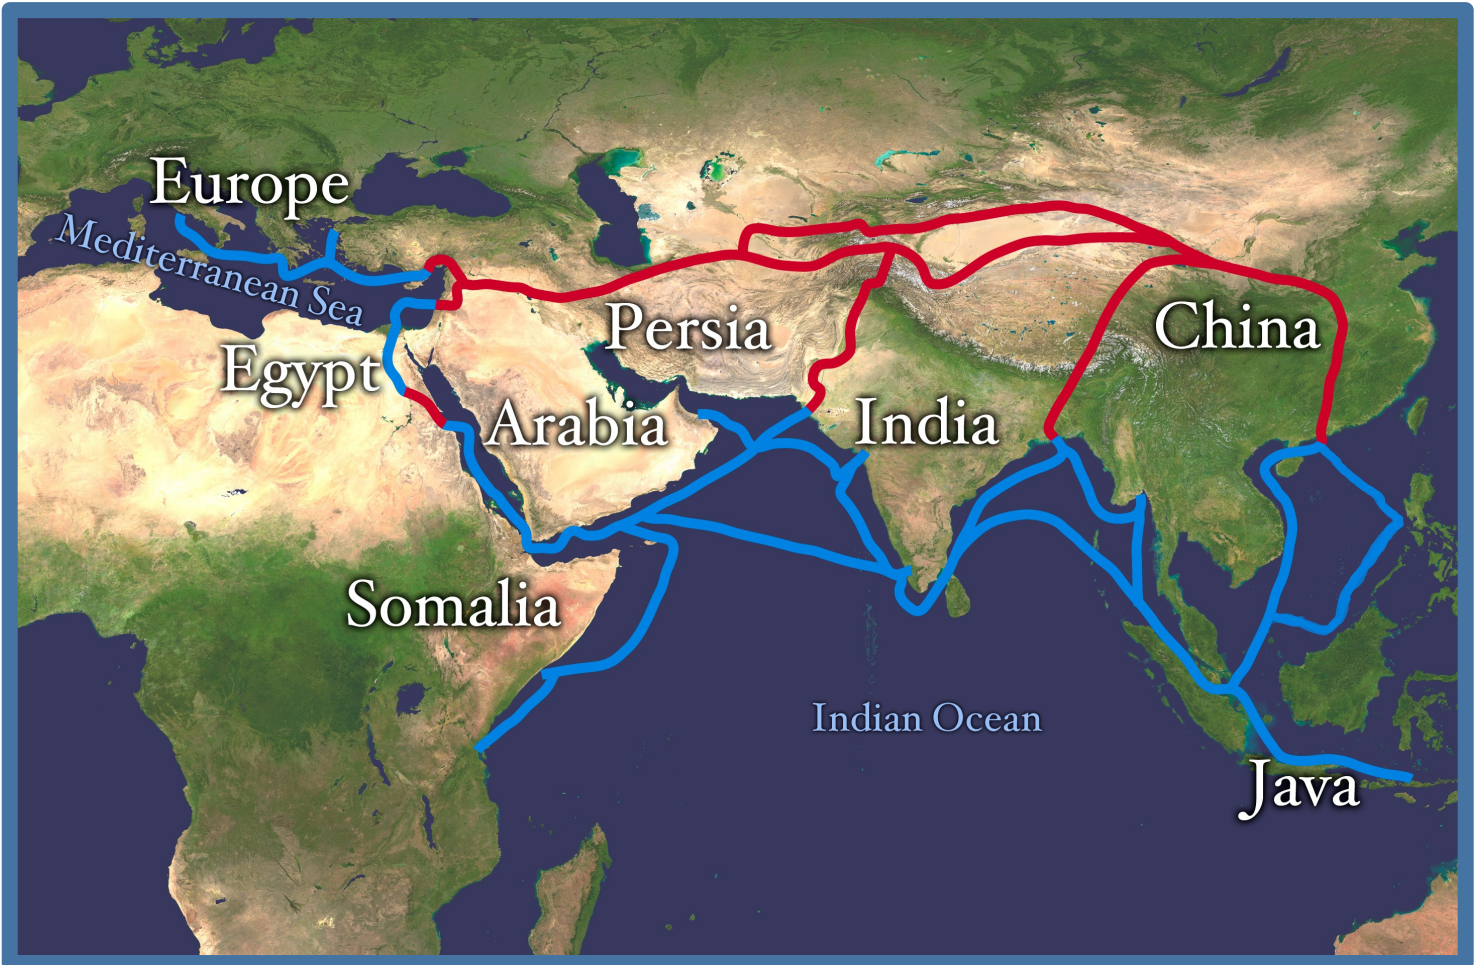 Europe
Mediterranean Sea
Persia
China
Egypt
Arabia
India
Somalia
Indian Ocean
Java